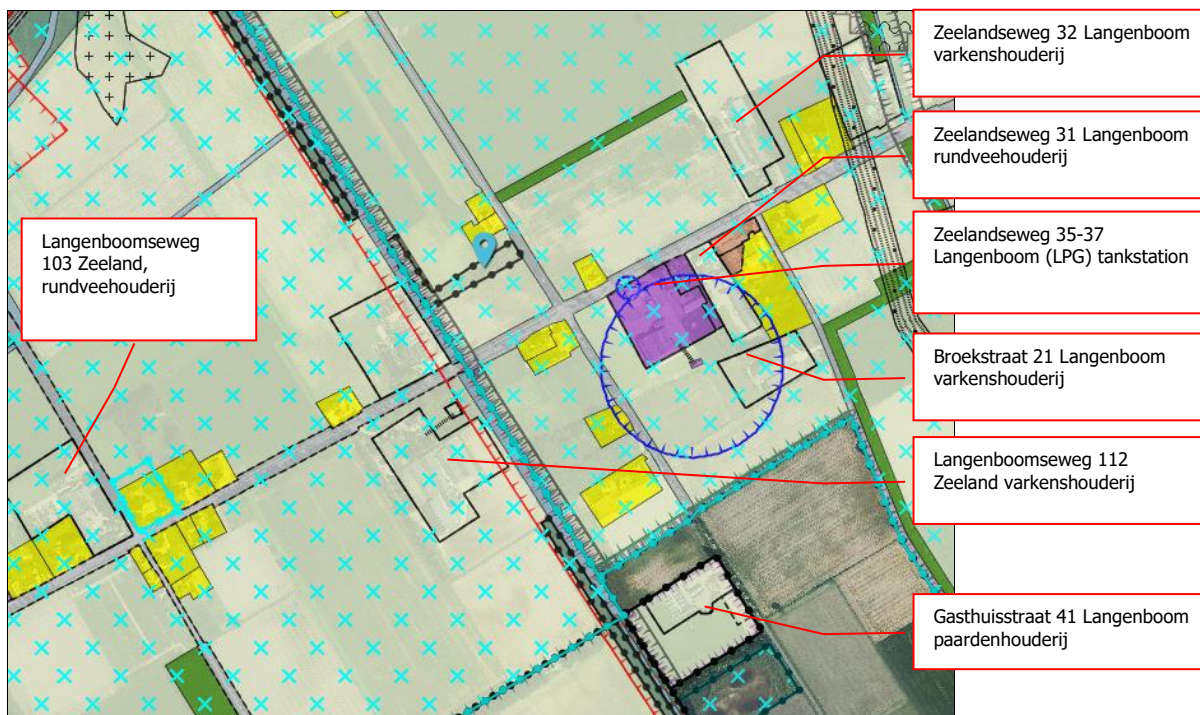 Zeelandseweg 32 Langenboom
varkenshouderij
Zeelandseweg 31 Langenboom
rundveehouderij
Zeelandseweg 35-37
Langenboom (LPG) tankstation
Langenboomseweg
103 Zeeland,
rundveehouderij
Broekstraat 21 Langenboom
varkenshouderij
Langenboomseweg 112
Zeeland varkenshouderij
Gasthuisstraat 41 Langenboom
paardenhouderij